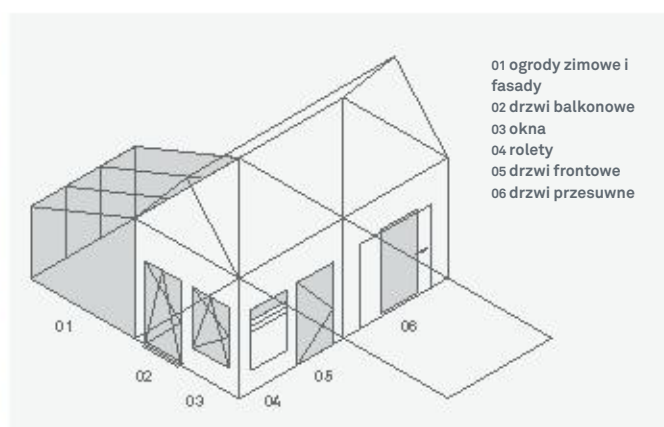 01 ogrody zimowe i
fasady
02 drzwi balkonowe
03 okna
04 rolety
05 drzwi frontowe
06 drzwi przesuwne
01
02
03
04
05
06